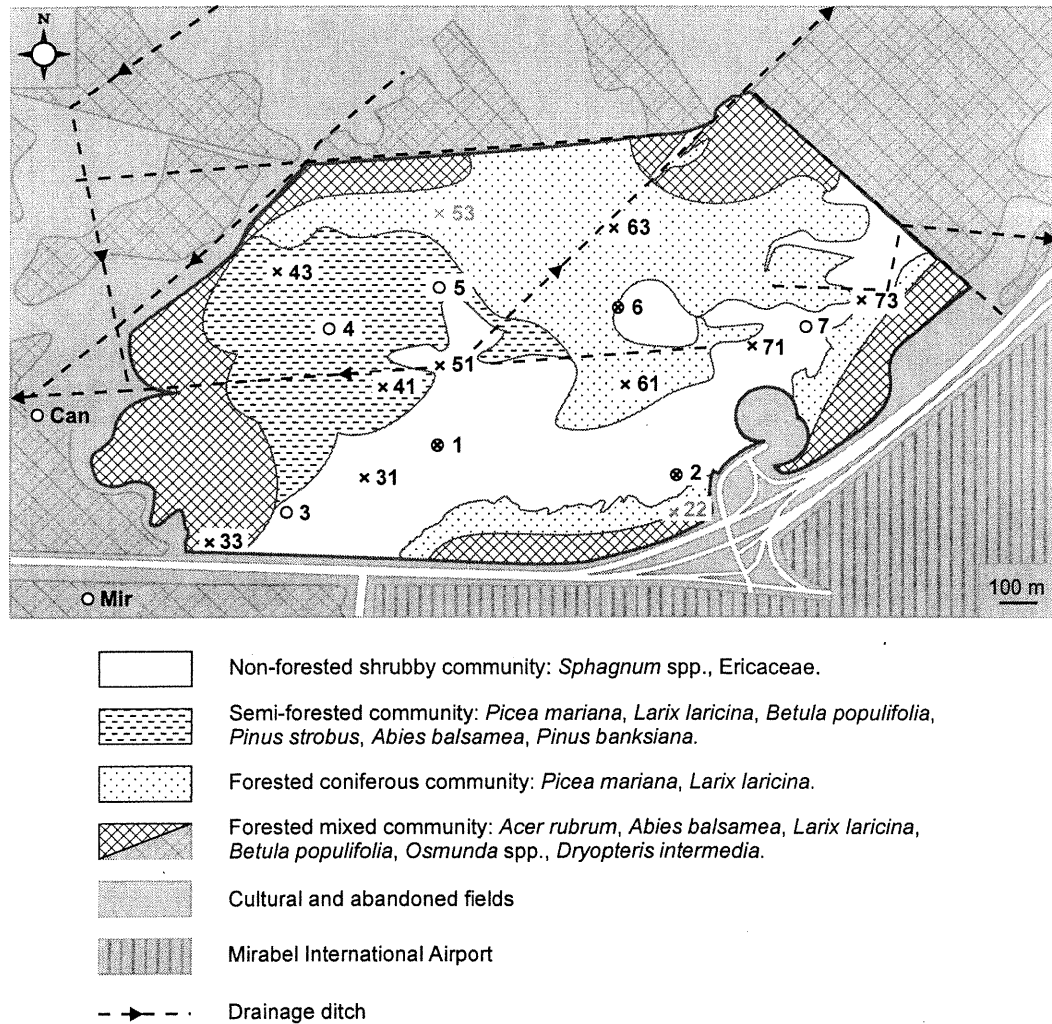 N
53
63
43
5
6
4
73
7
51
71
41
61
Can
1
31
2
3
22
33
100 m
Mir
Non-forested shrubby community: Sphagnum spp., Ericaceae.
Semi-forested community: Picea mariana, Larix laricina, Betula populifolia,
Pinus strobus, Abies balsamea, Pinus banksiana.
Forested coniferous community: Picea mariana, Larix laricina.
Forested mixed community: Acer rubrum, Abies balsamea, Larix laricina,
Betula populifolia, Osmunda spp., Dryopteris intermedia.
Cultural and abandoned fields
Mirabel International Airport
Drainage ditch